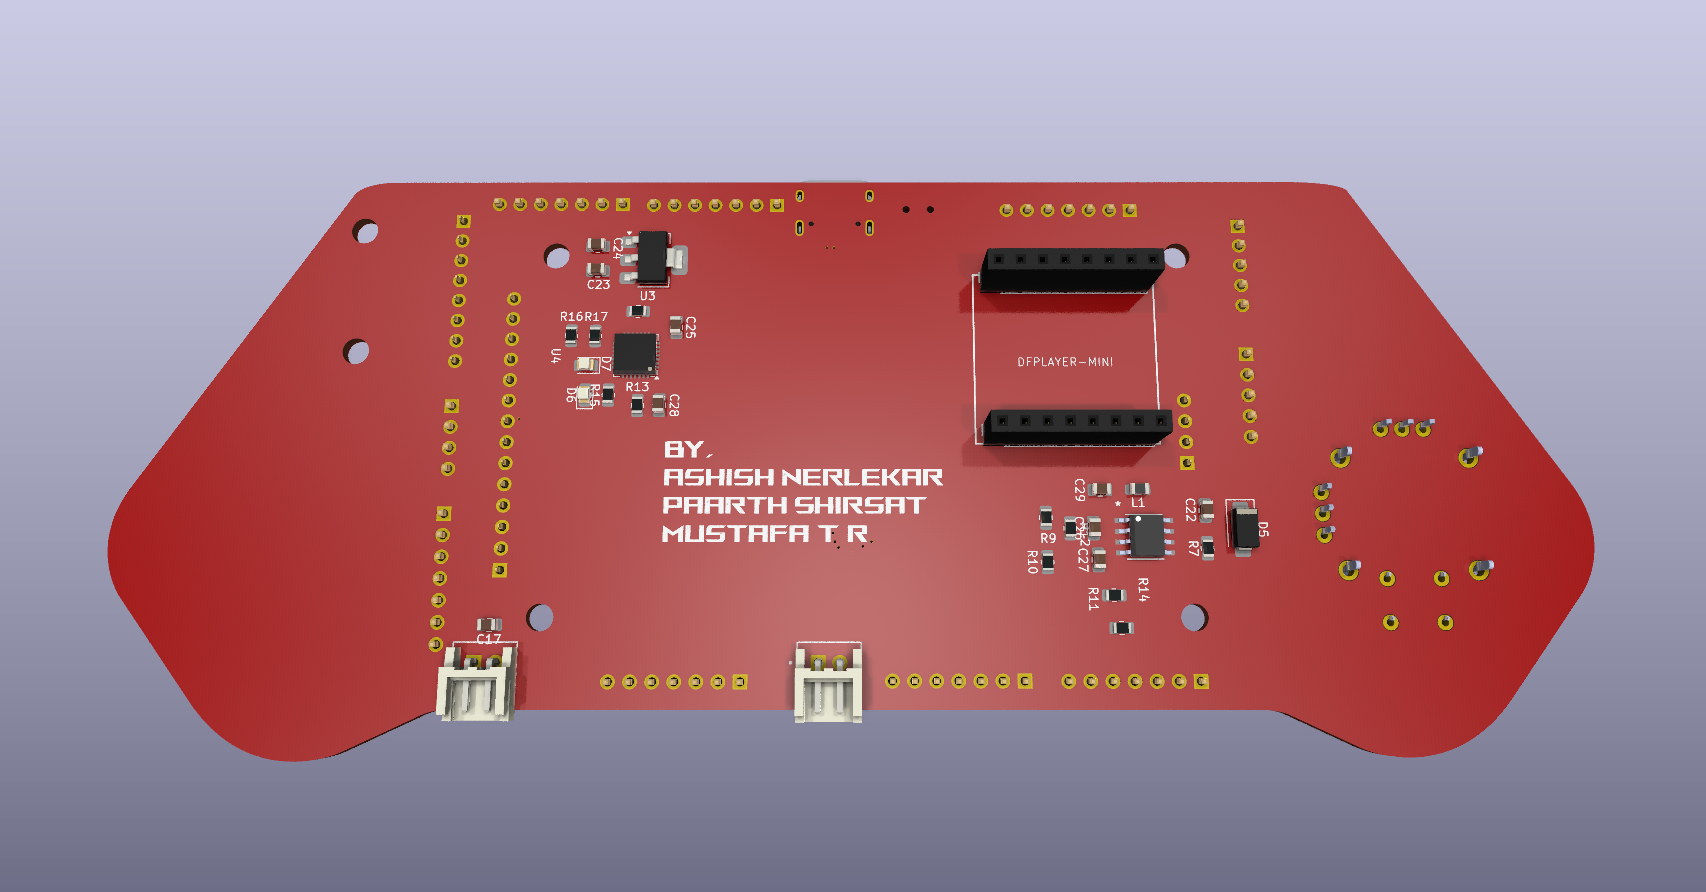 C24
C23
U3
R16R17
C25
U4
D7
D6
R15
R13
C28
DFPLAYER-MINI
BY,
ASHISH NERLEKAR
PAARTH SHIRSAT
MUSTAFA T R
C29
L1
C22
D5
R9
C27
R7
R10
R11
R14
C17